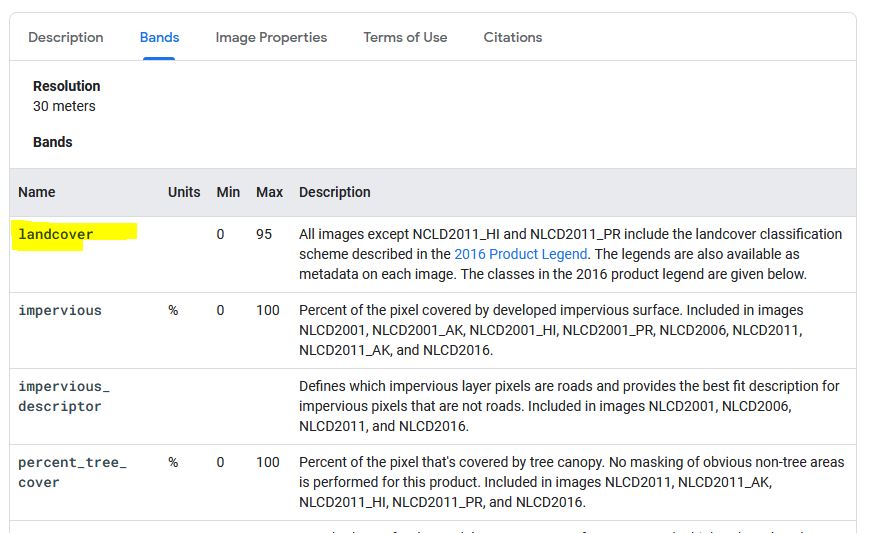 Description Bands Image Properties Terms of Use Citations
Resolution
30 meters
Bands
Name Units Min Max Description
landcover 0 95 All images except NCLD2011_HI and NLCD2011_PR include the landcover classification
scheme described in the 2016 Product Legend. The legends are also available as
metadata on each image. The classes in the 2016 product legend are given below.
impervious % 0 100 Percent of the pixel covered by developed impervious surface. Included in images
NLCD2001, NLCD2001_AK, NLCD2001_HI, NLCD2001_PR, NLCD2006, NLCD2011,
NLCD2011_AK, and NLCD2016.
impervious_ Defines which impervious layer pixels are roads and provides the best fit description for
descriptor impervious pixels that are not roads. Included in images NLCD2001, NLCD2006,
NLCD2011, and NLCD2016.
percent_tree_ % 0 100 Percent of the pixel that's covered by tree canopy. No masking of obvious non-tree areas
cover is performed for this product. Included in images NLCD2011, NLCD2011_AK,
NLCD2011_HI, NLCD2011_PR, and NLCD2016.